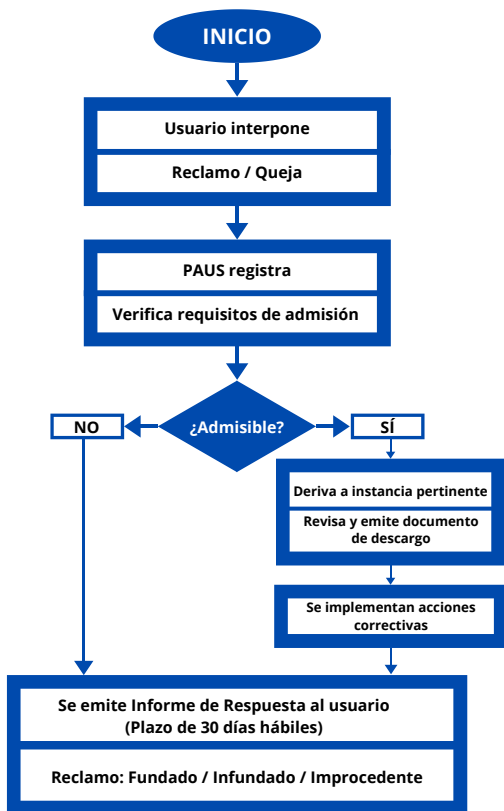 INICIO
Usuario interpone
Reclamo / Queja
PAUS registra
Verifica requisitos de admisión
¿Admisible?
NO
SÍ
Deriva a instancia pertinente
Revisa y emite documento
de descargo
Se implementan acciones
correctivas
Se emite Informe de Respuesta al usuario
(Plazo de 30 días hábiles)
Reclamo: Fundado / Infundado / Improcedente